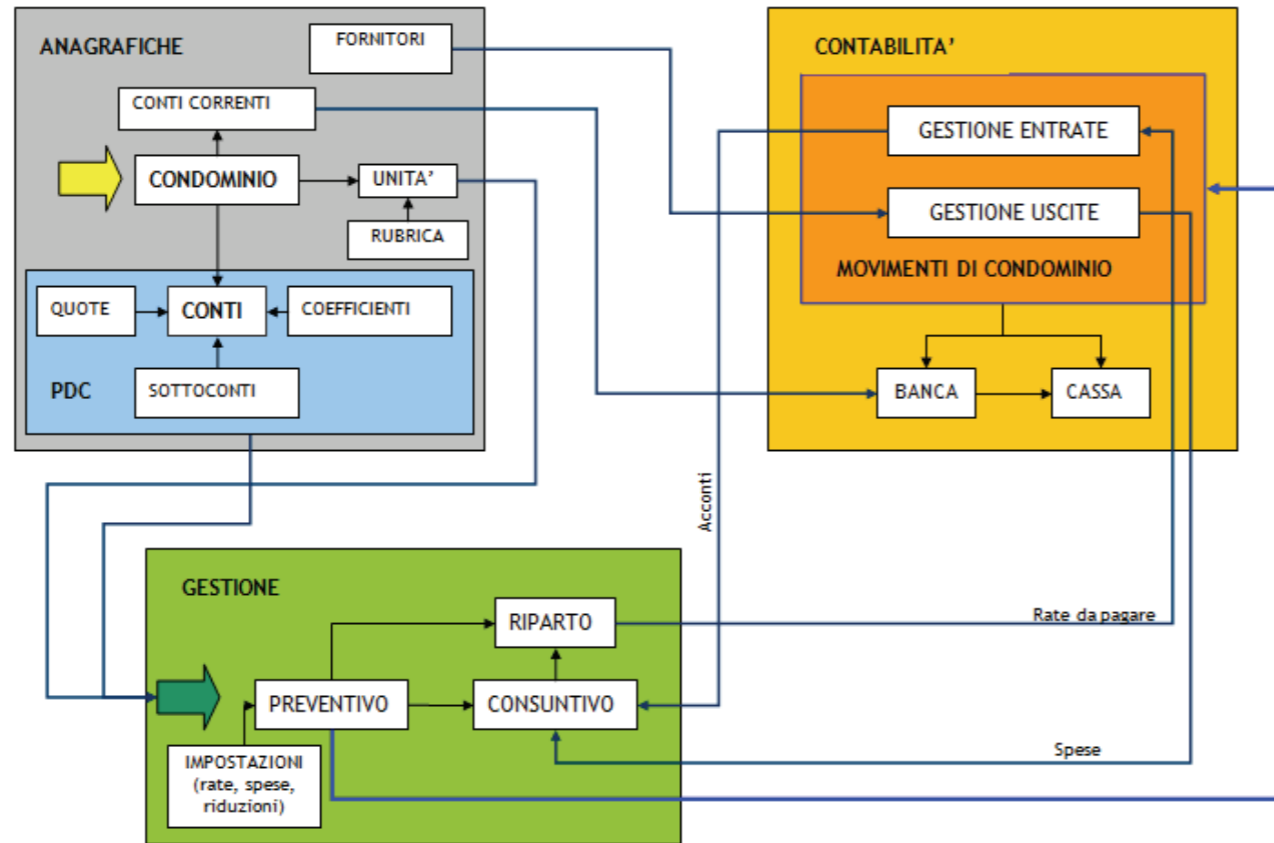 ANAGRAFICHE
FORNITORI
CONTI CORRENTI
CONDOMINIO
UNITA’
RUBRICA
QUOTE
CONTI
COEFFICIENTI
PDC
SOTTOCONTI
CONTABILITA’
GESTIONE ENTRATE
GESTIONE USCITE
MOVIMENTI DI CONDOMINIO
BANCA
CASSA
Acconti
GESTIONE
RIPARTO
Rate da pagare
PREVENTIVO
CONSUNTIVO
Spese
IMPOSTAZIONI
(rate, spese,
riduzioni)